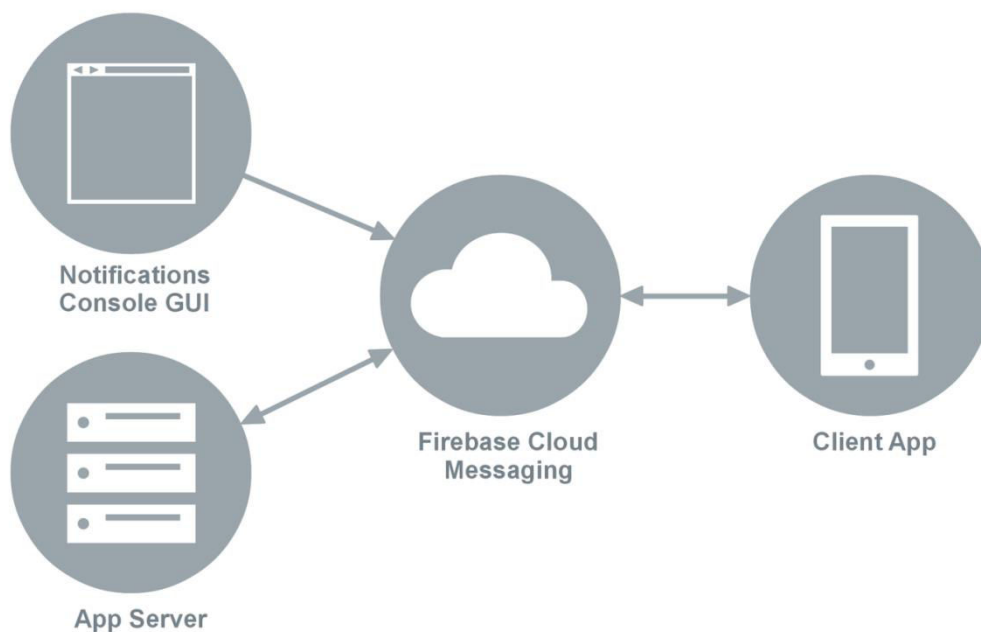 Notifications
Console GUI
Firebase Cloud
Messaging
Client App
App Server